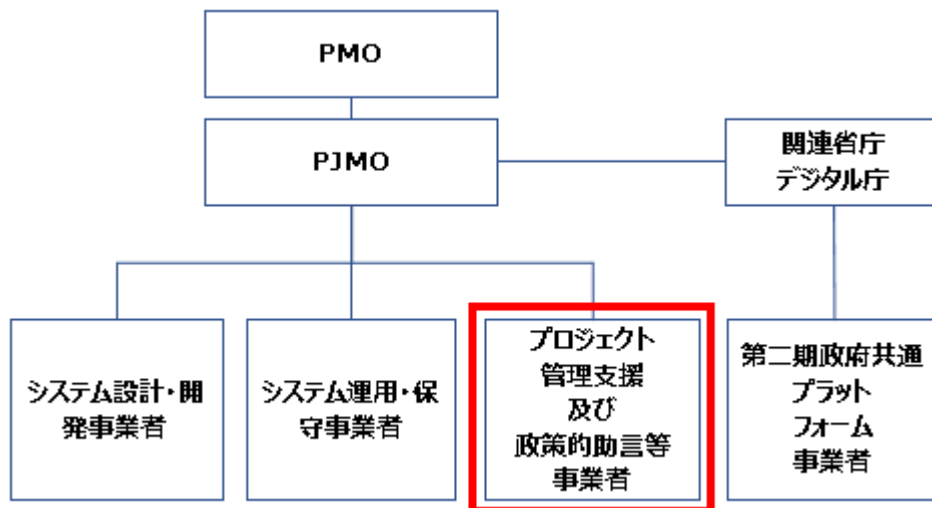 PMO
PJMO
関連省庁
デジタル庁
システム設計・開
発事業者
システム運用・保
守事業者
プロジェクト
管理支援
及び
政策的助言等
事業者
第二期政府共通
プラット
フォーム
事業者